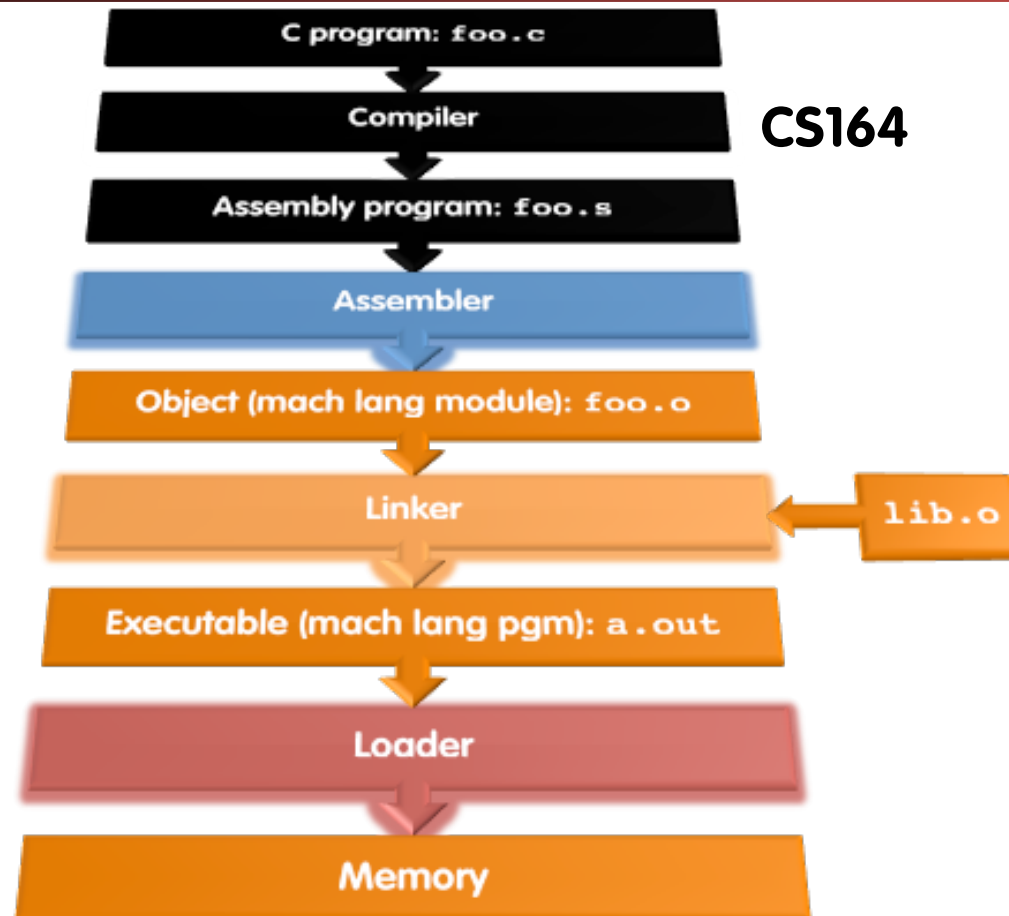 C program: foo.c
Compiler
CS164
Assembly program: foo.s
Assembler
Object (mach lang module): foo.o
Linker
lib.o
Executable (mach lang pgm): a.out
Loader
Memory